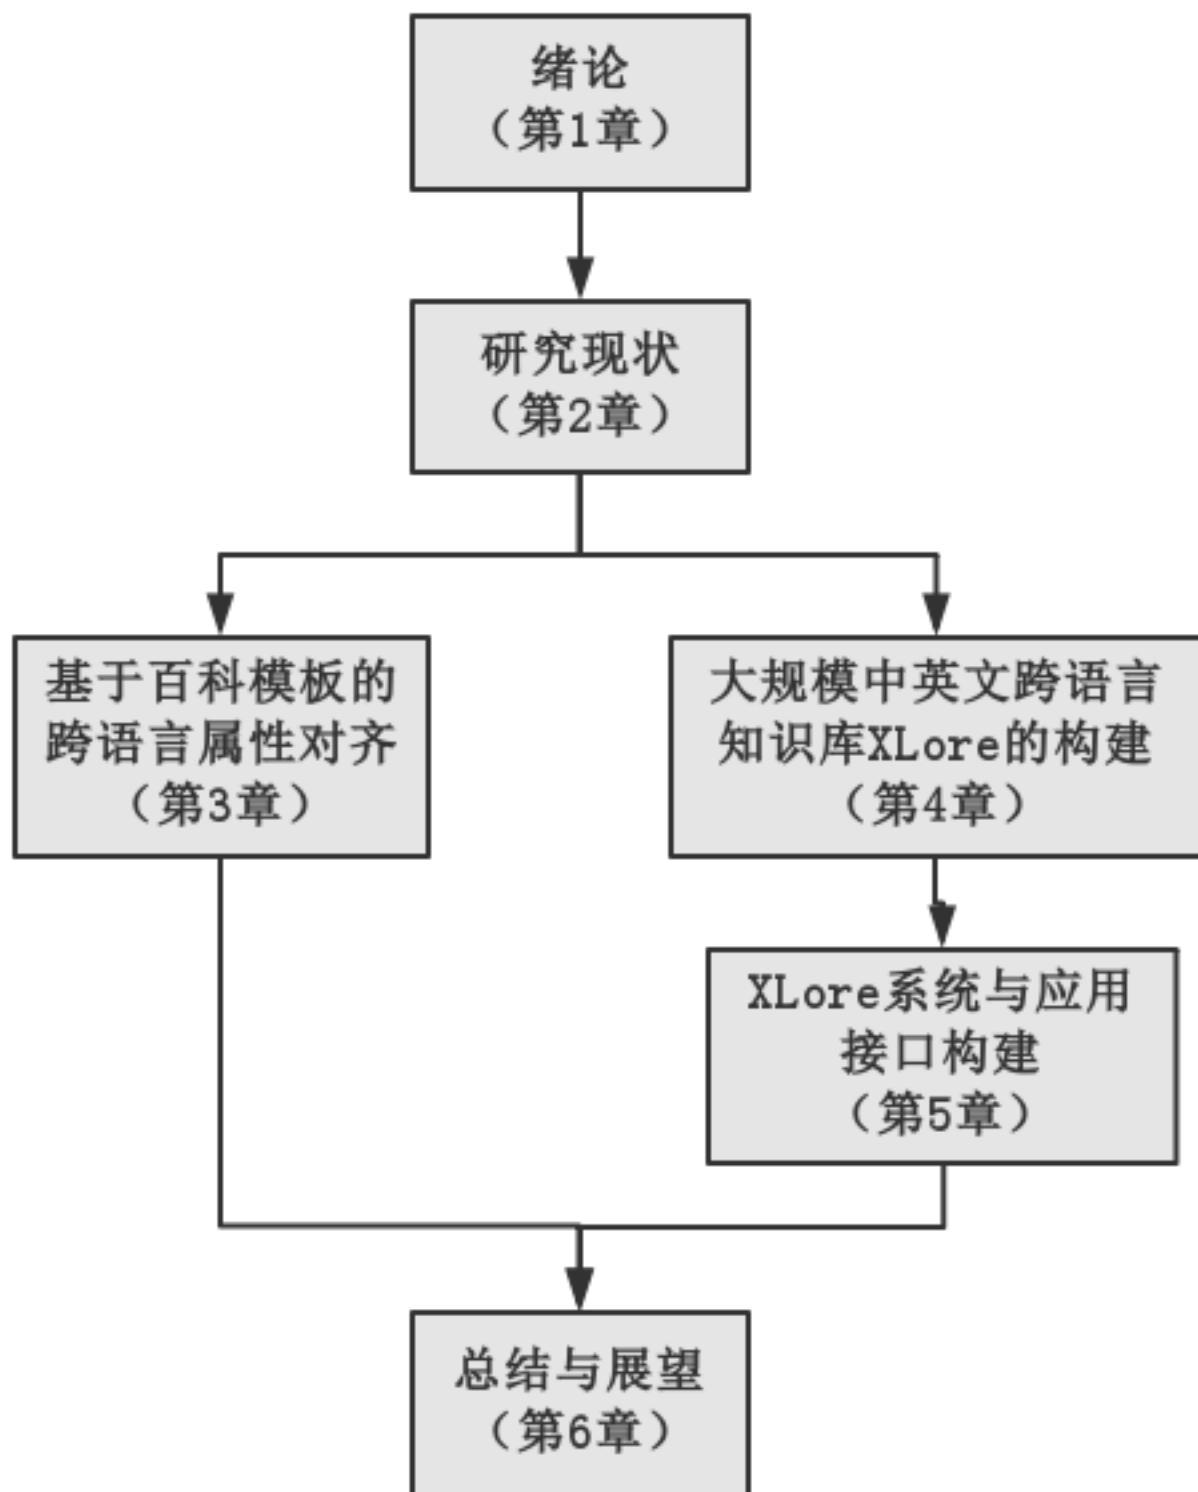 绪论
（第1章）
研究现状
（第2章）
基于百科模板的
跨语言属性对齐
（第3章）
大规模中英文跨语言
知识库XLore的构建
（第4章）
XLore系统与应用
接口构建
（第5章）
总结与展望
（第6章）